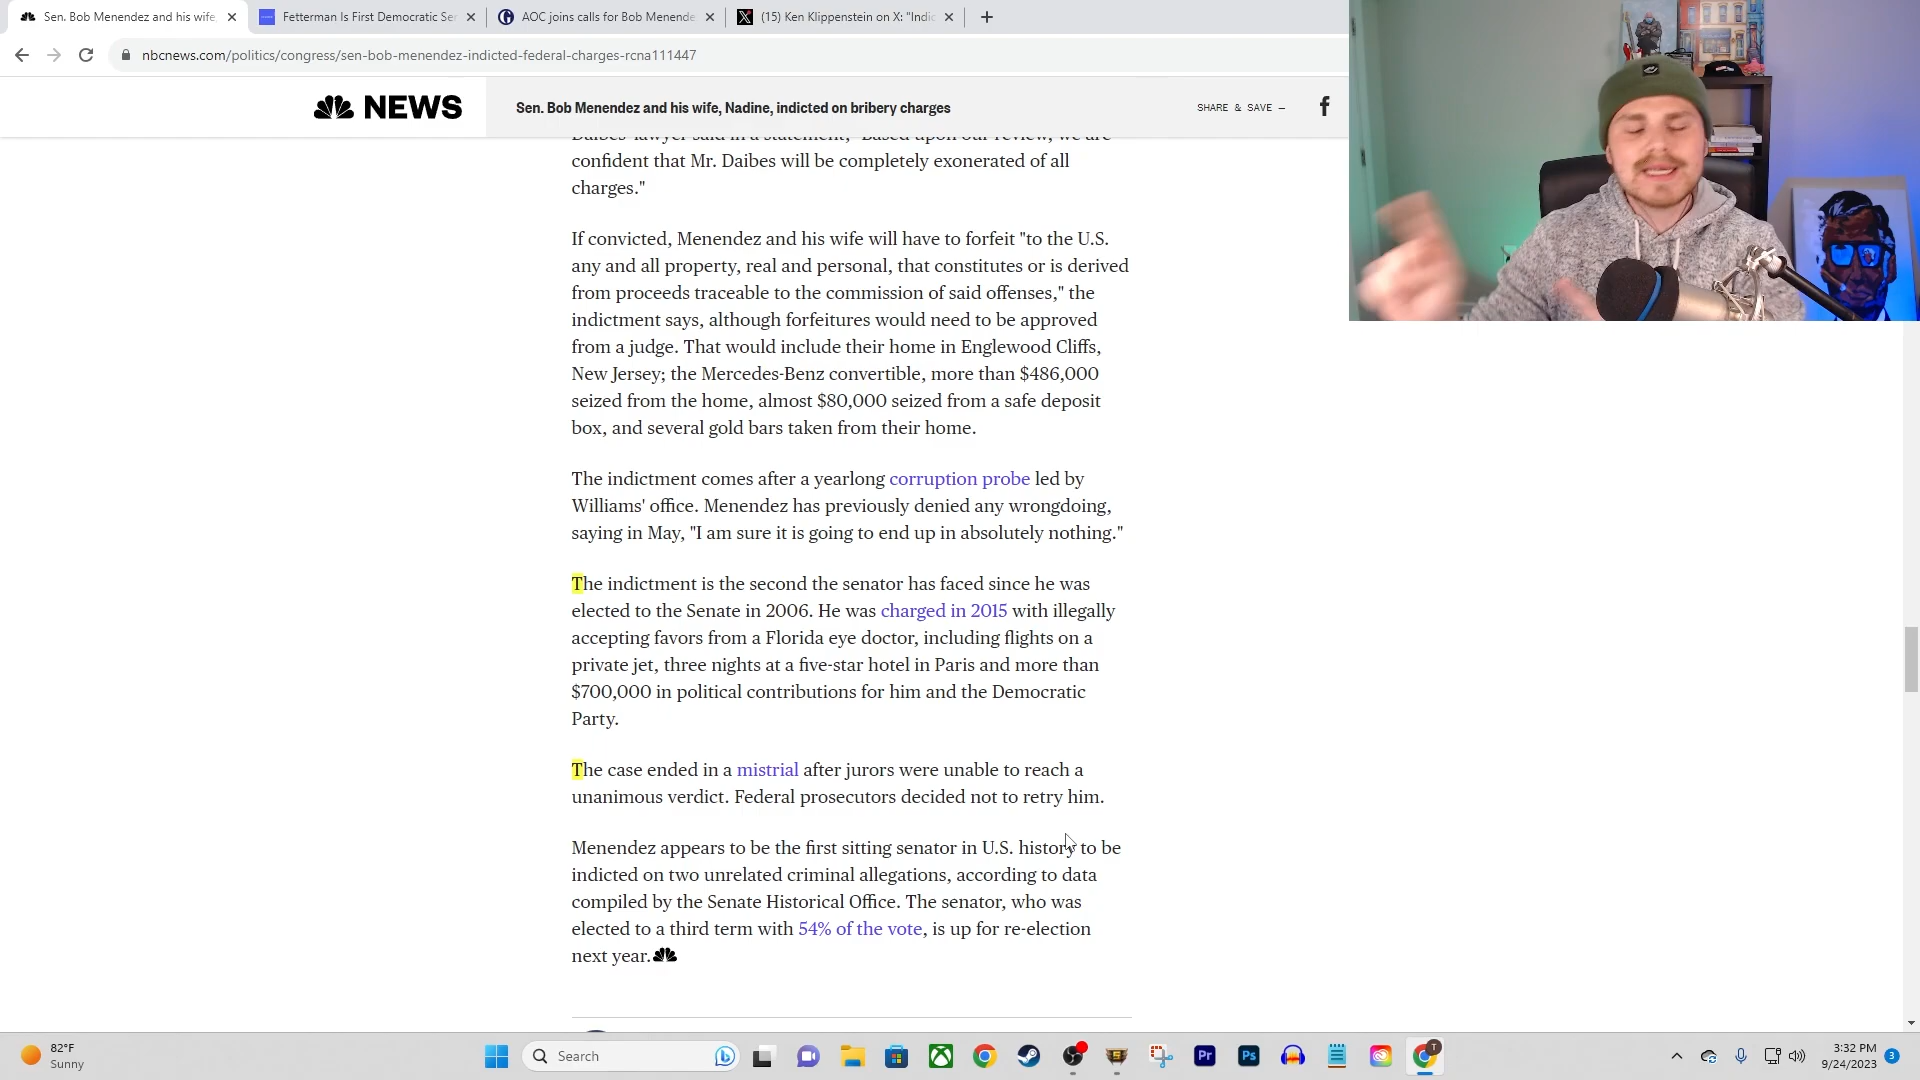 Sen. Bob Menendez and his wife,
Fetterman Is First Democratic Sen
AOC joins calls for Bob Menende
(15) Ken Klippenstein on X: "Indic
nbcnews.com/politics/congress/sen-bob-menendez-indicted-federal-charges-rcna111447
NEWS
Sen. Bob Menendez and his wife, Nadine, indicted on bribery charges
SHARE & SAVE —
Daibes' lawyer said in a statement, "Based upon our review, we are
confident that Mr. Daibes will be completely exonerated of all
charges."
If convicted, Menendez and his wife will have to forfeit "to the U.S.
any and all property, real and personal, that constitutes or is derived
from proceeds traceable to the commission of said offenses," the
indictment says, although forfeitures would need to be approved
from a judge. That would include their home in Englewood Cliffs,
New Jersey; the Mercedes-Benz convertible, more than $486,000
seized from the home, almost $80,000 seized from a safe deposit
box, and several gold bars taken from their home.
The indictment comes after a yearlong corruption probe led by
Williams' office. Menendez has previously denied any wrongdoing,
saying in May, "I am sure it is going to end up in absolutely nothing."
The indictment is the second the senator has faced since he was
elected to the Senate in 2006. He was charged in 2015 with illegally
accepting favors from a Florida eye doctor, including flights on a
private jet, three nights at a five-star hotel in Paris and more than
$700,000 in political contributions for him and the Democratic
Party.
The case ended in a mistrial after jurors were unable to reach a
unanimous verdict. Federal prosecutors decided not to retry him.
Menendez appears to be the first sitting senator in U.S. history to be
indicted on two unrelated criminal allegations, according to data
compiled by the Senate Historical Office. The senator, who was
elected to a third term with 54% of the vote, is up for re-election
next year.
82°F
Sunny
Search
Pr
Ps
T
3:32 PM
9/24/2023
3